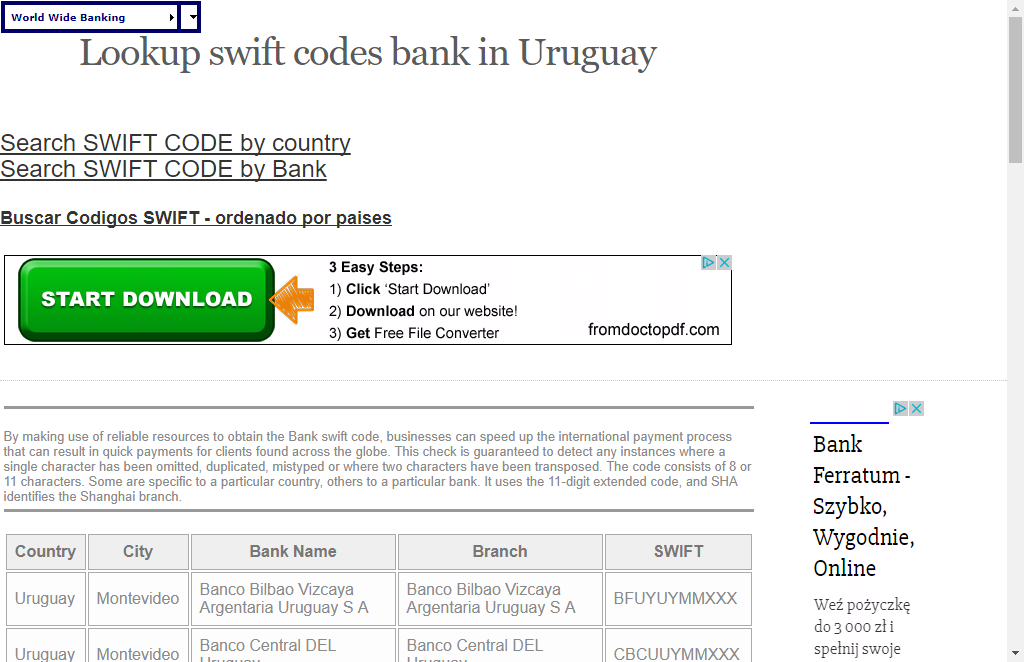 World Wide Banking
Lookup swift codes bank in Uruguay
Search SWIFT CODE by country
Search SWIFT CODE by Bank
Buscar Codigos SWIFT - ordenado por paises
START DOWNLOAD
3 Easy Steps:
1) Click ‘Start Download’
2) Download on our website!
3) Get Free File Converter
fromdoctopdf.com
By making use of reliable resources to obtain the Bank swift code, businesses can speed up the international payment process
that can result in quick payments for clients found across the globe. This check is guaranteed to detect any instances where a
single character has been omitted, duplicated, mistyped or where two characters have been transposed. The code consists of 8 or
11 characters. Some are specific to a particular country, others to a particular bank. It uses the 11-digit extended code, and SHA
identifies the Shanghai branch.
Country City Bank Name Branch SWIFT
Uruguay Montevideo Banco Bilbao Vizcaya Argentaria Uruguay S A Banco Bilbao Vizcaya Argentaria Uruguay S A BFUYUYMMXXX
Uruguay Montevideo Banco Central DEL Uruguay Banco Central DEL Uruguay CBCUUYMMXXX
Bank
Ferratum -
Szybko,
Wygodnie,
Online
Weź pożyczkę
do 3 000 zł i
spełnij swoje